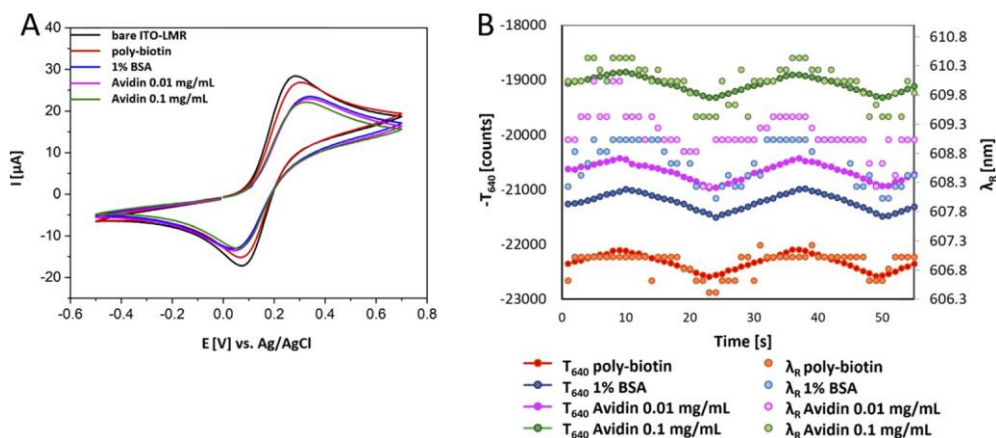 A
I [µA]
40
30
20
10
0
-10
-20
bare ITO-LMR
poly-biotin
1% BSA
Avidin 0.01 mg/mL
Avidin 0.1 mg/mL
-0.6 -0.4 -0.2 0.0 0.2 0.4 0.6 0.8
E [V] vs. Ag/AgCl
B
-T640 [counts]
-18000
-19000
-20000
-21000
-22000
-23000
610.8
610.3
609.8
609.3
608.8
608.3
607.8
607.3
606.8
606.3
λR [nm]
0 10 20 30 40 50
Time [s]
T640 poly-biotin
λR poly-biotin
T640 1% BSA
λR 1% BSA
T640 Avidin 0.01 mg/mL
λR Avidin 0.01 mg/mL
T640 Avidin 0.1 mg/mL
λR Avidin 0.1 mg/mL